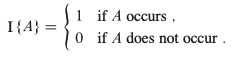 I{A} = { 1 if A occurs ,
0 if A does not occur .